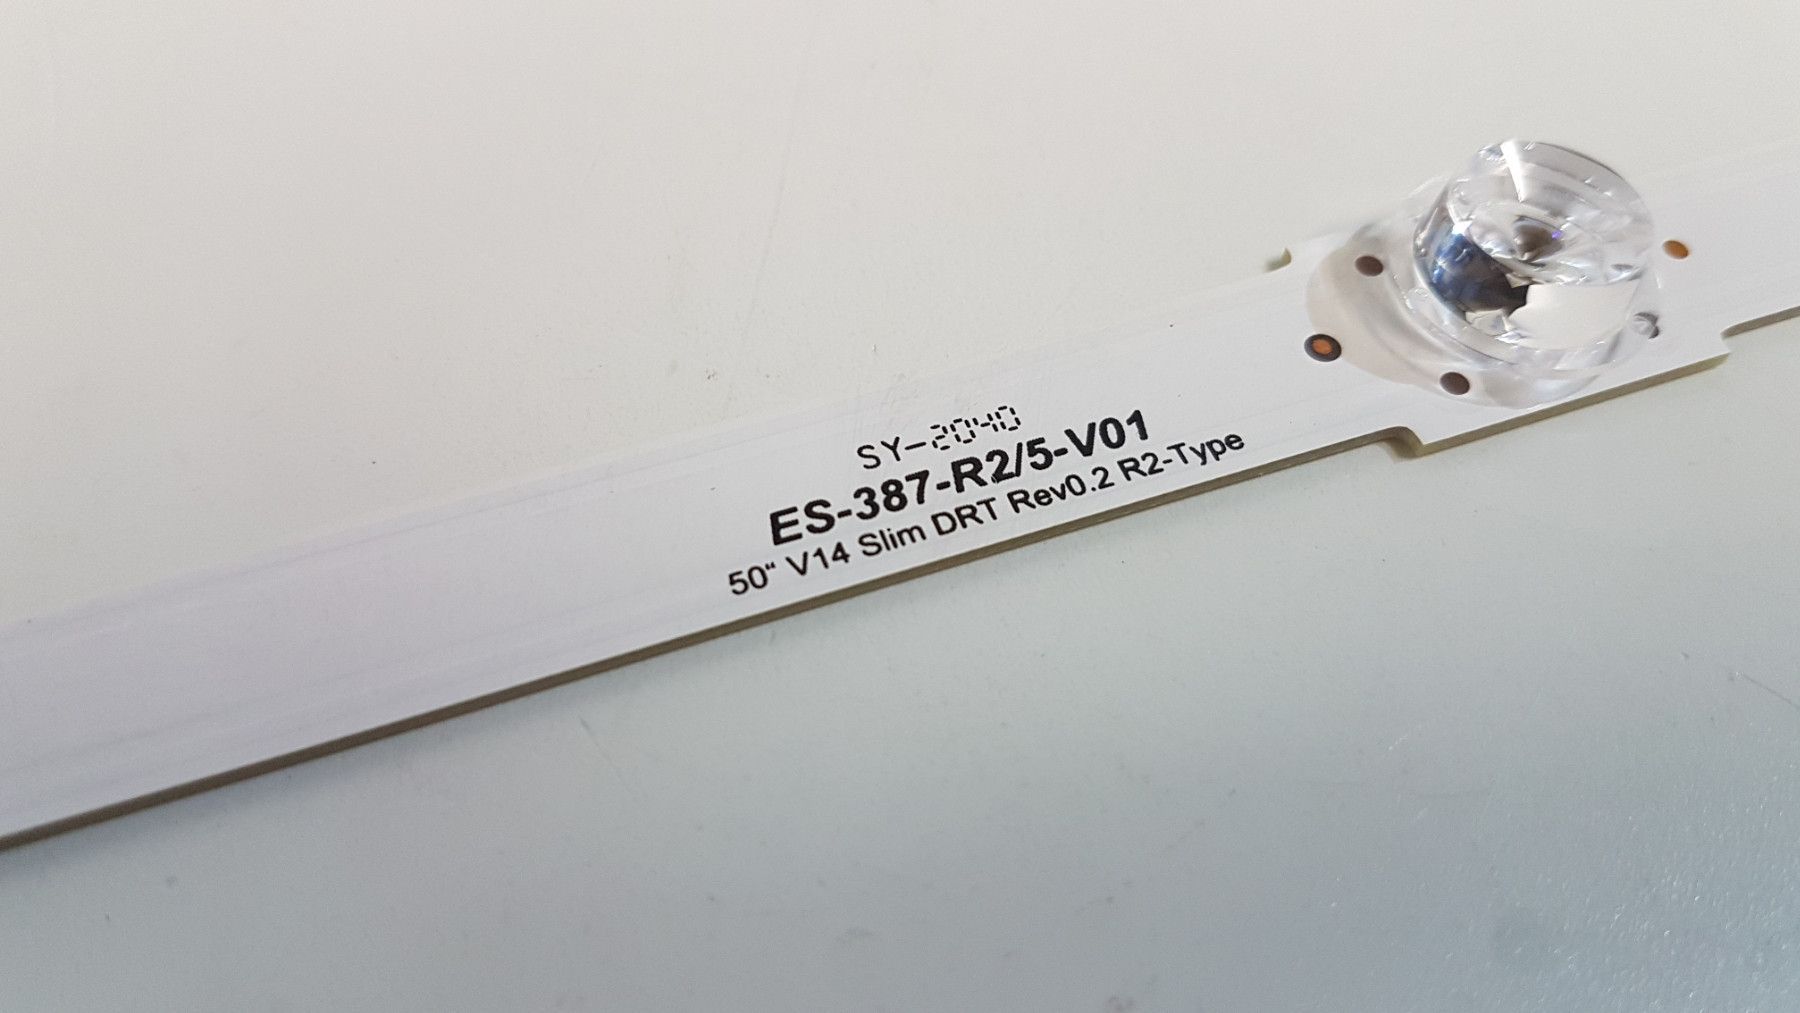 SY-2040
ES-387-R2/5-V01
50“ V14 Slim DRT Rev0.2 R2-Type